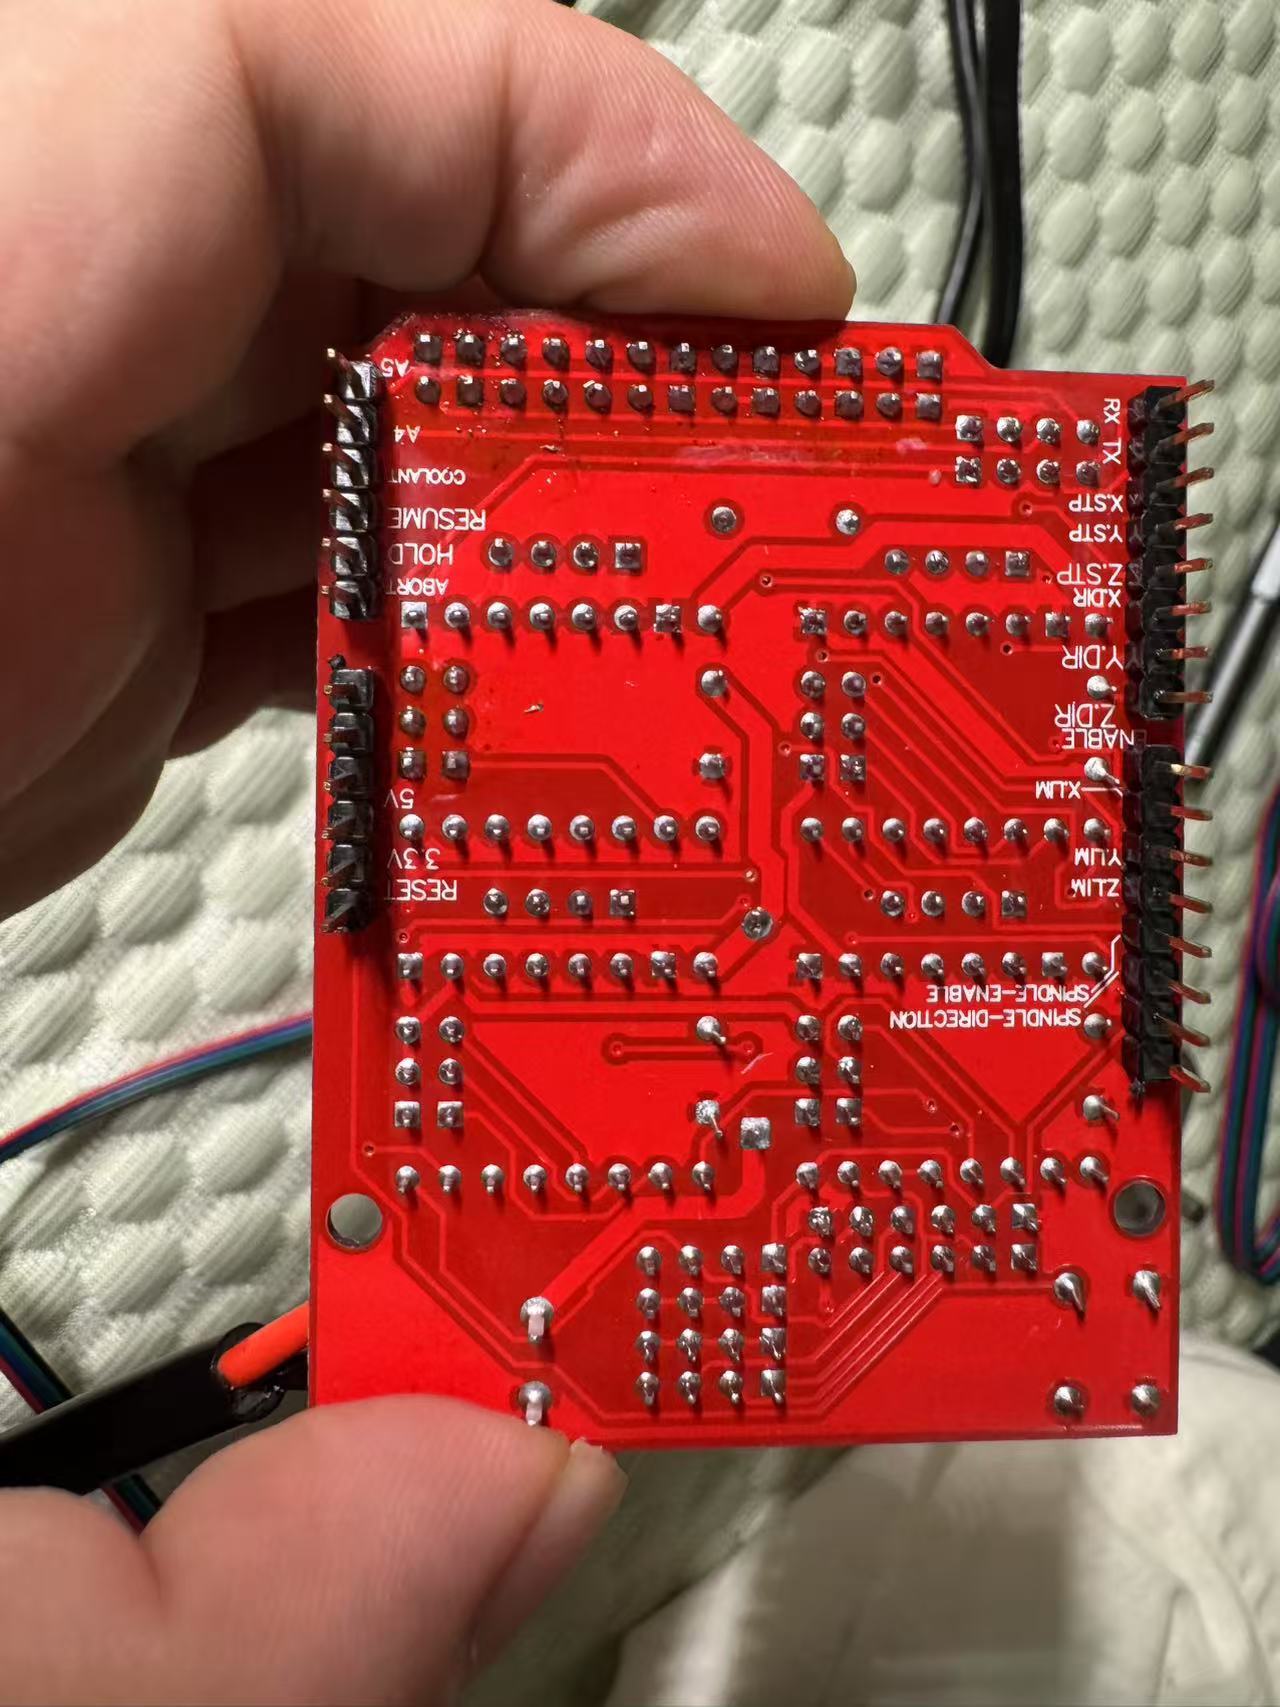 A5
A4
COOLANT
RESUME
HOLD
ABORT
5V
3.3V
RESET
RX
TX
X.STP
Y.STP
Z.STP
X.DIR
Y.DIR
Z.DIR
ENABLE
X.LIM
Y.LIM
Z.LIM
SPINDLE-ENABLE
SPINDLE-DIRECTION